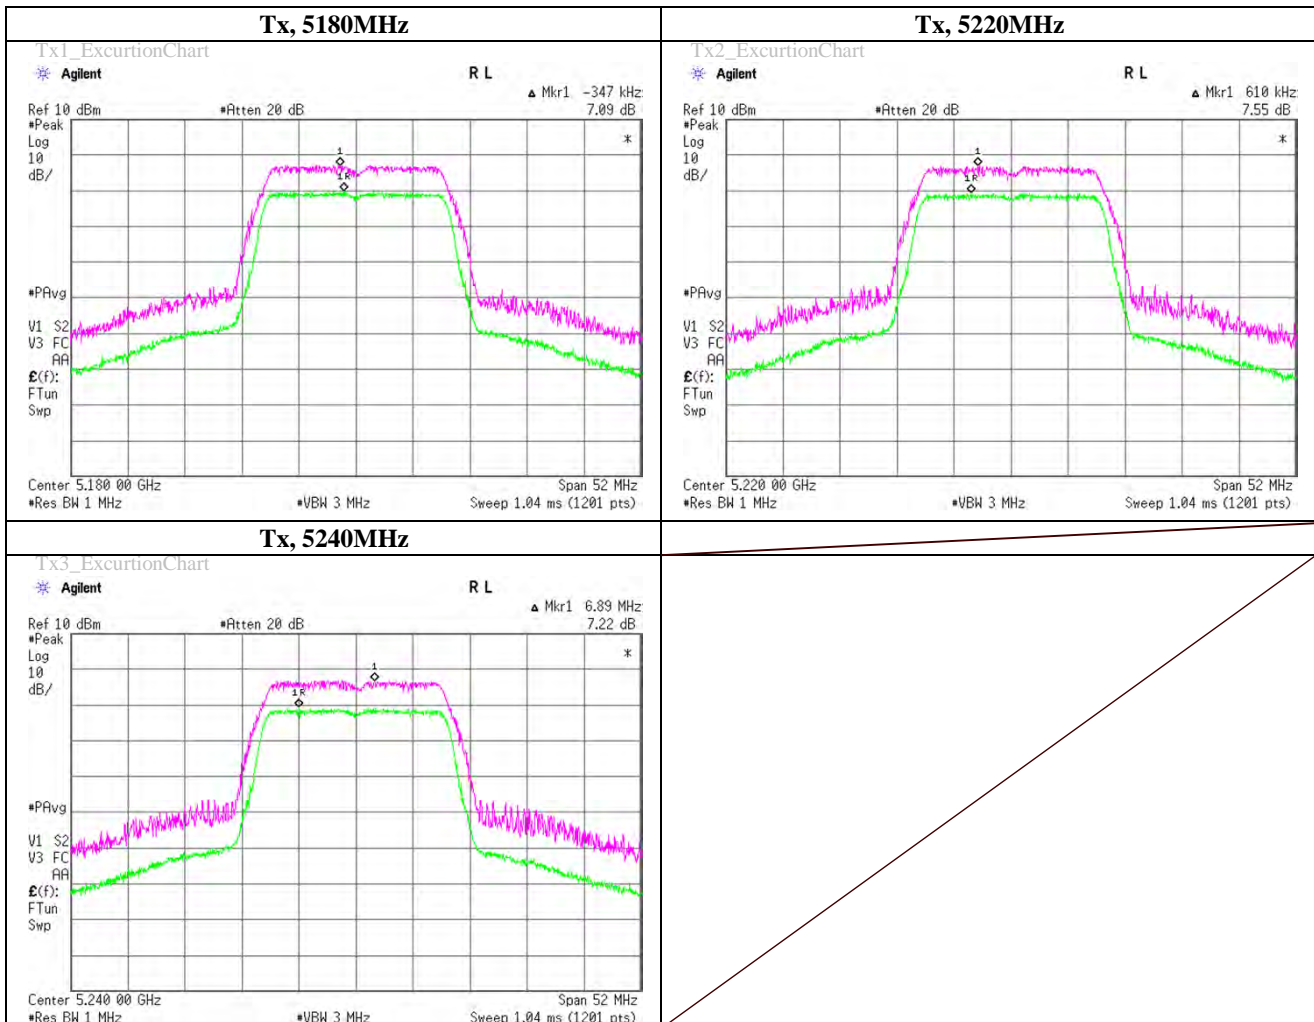 Tx, 5180MHz
Tx1_ExcurtionChart
Agilent
R L
Δ Mkr1 -347 kHz
Ref 10 dBm #Atten 20 dB 7.09 dB
#Peak
Log
10
dB/
*
1
1R
#PAvg
V1 S2
V3 FC
AA
£(f):
FTun
Swp
Center 5.180 00 GHz Span 52 MHz
#Res BW 1 MHz #VBW 3 MHz Sweep 1.04 ms (1201 pts)
Tx, 5220MHz
Tx2_ExcurtionChart
Agilent
R L
Δ Mkr1 610 kHz
Ref 10 dBm #Atten 20 dB 7.55 dB
#Peak
Log
10
dB/
*
1
1R
#PAvg
V1 S2
V3 FC
AA
£(f):
FTun
Swp
Center 5.220 00 GHz Span 52 MHz
#Res BW 1 MHz #VBW 3 MHz Sweep 1.04 ms (1201 pts)
Tx, 5240MHz
Tx3_ExcurtionChart
Agilent
R L
Δ Mkr1 6.89 MHz
Ref 10 dBm #Atten 20 dB 7.22 dB
#Peak
Log
10
dB/
*
1
1R
#PAvg
V1 S2
V3 FC
AA
£(f):
FTun
Swp
Center 5.240 00 GHz Span 52 MHz
#Res BW 1 MHz #VBW 3 MHz Sweep 1.04 ms (1201 pts)